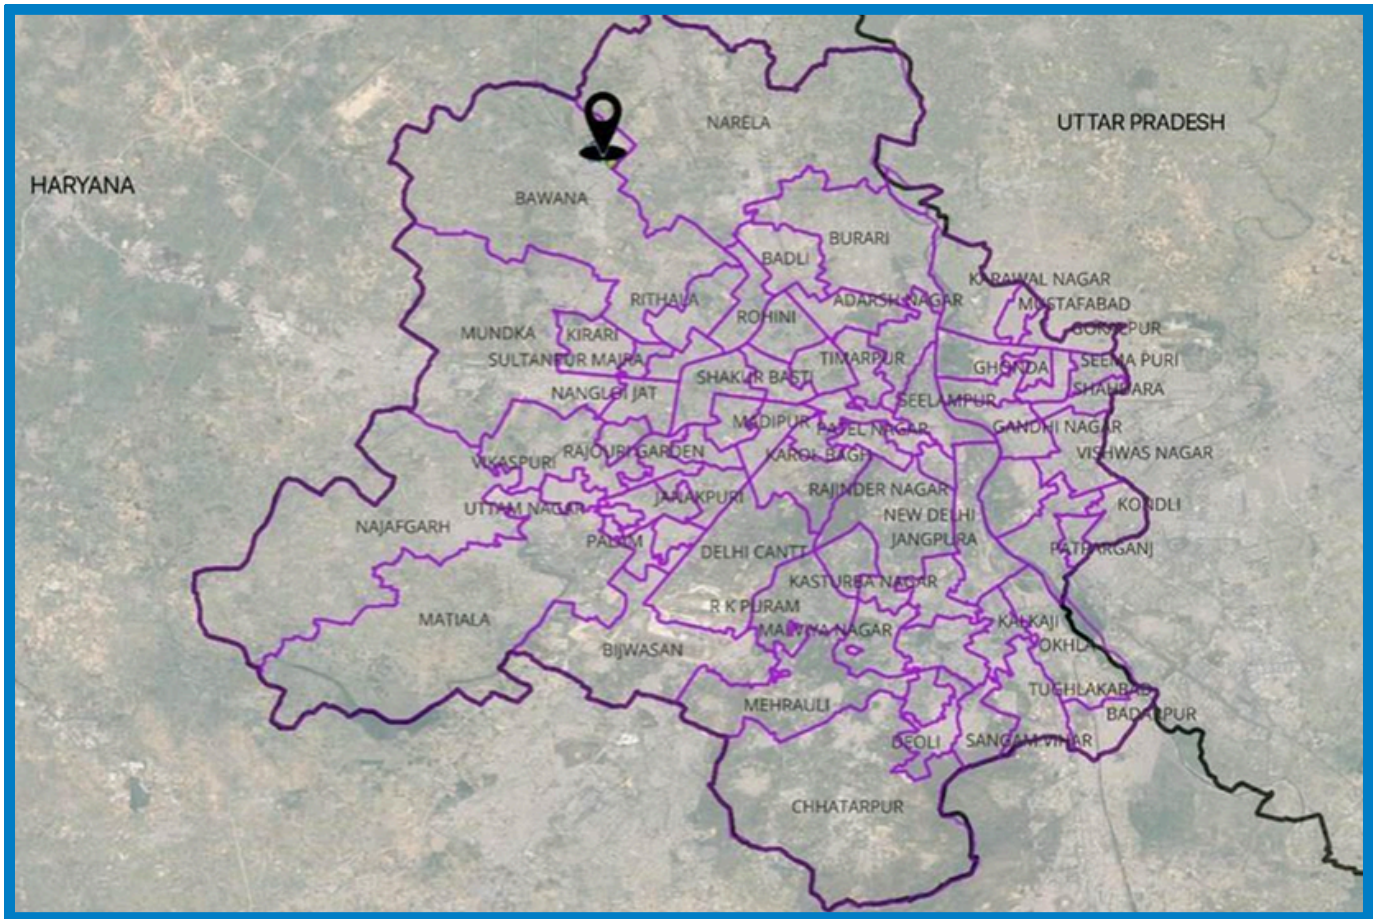 NARELA
UTTAR PRADESH
HARYANA
BAWANA
BURARI
BADLI
KARAWAL NAGAR
RITHALA
ADARSH NAGAR
MUSTAFABAD
ROHINI
GOKALPUR
MUNDKA
KIRARI
SULTANPUR MAJRA
TIMARPUR
SEEMA PURI
GHONDA
SHAKUR BASTI
SHAHDARA
NANGLOI JAT
SEELAMPUR
MADIPUR
PATEL NAGAR
GANDHI NAGAR
RAJOURI GARDEN
KAROL BAGH
VISHWAS NAGAR
VIKASPURI
RAJINDER NAGAR
JANAKPURI
KONDLI
UTTAM NAGAR
NEW DELHI
NAJAFGARH
PALAM
JANGPURA
DELHI CANTT
PATPARGANJ
KASTURBA NAGAR
R K PURAM
MATIALA
KALKAJI
MALVIYA NAGAR
OKHLA
BIJWASAN
TUGHLAKABAD
MEHRAULI
BADARPUR
DEOLI
SANGAM VIHAR
CHHATARPUR